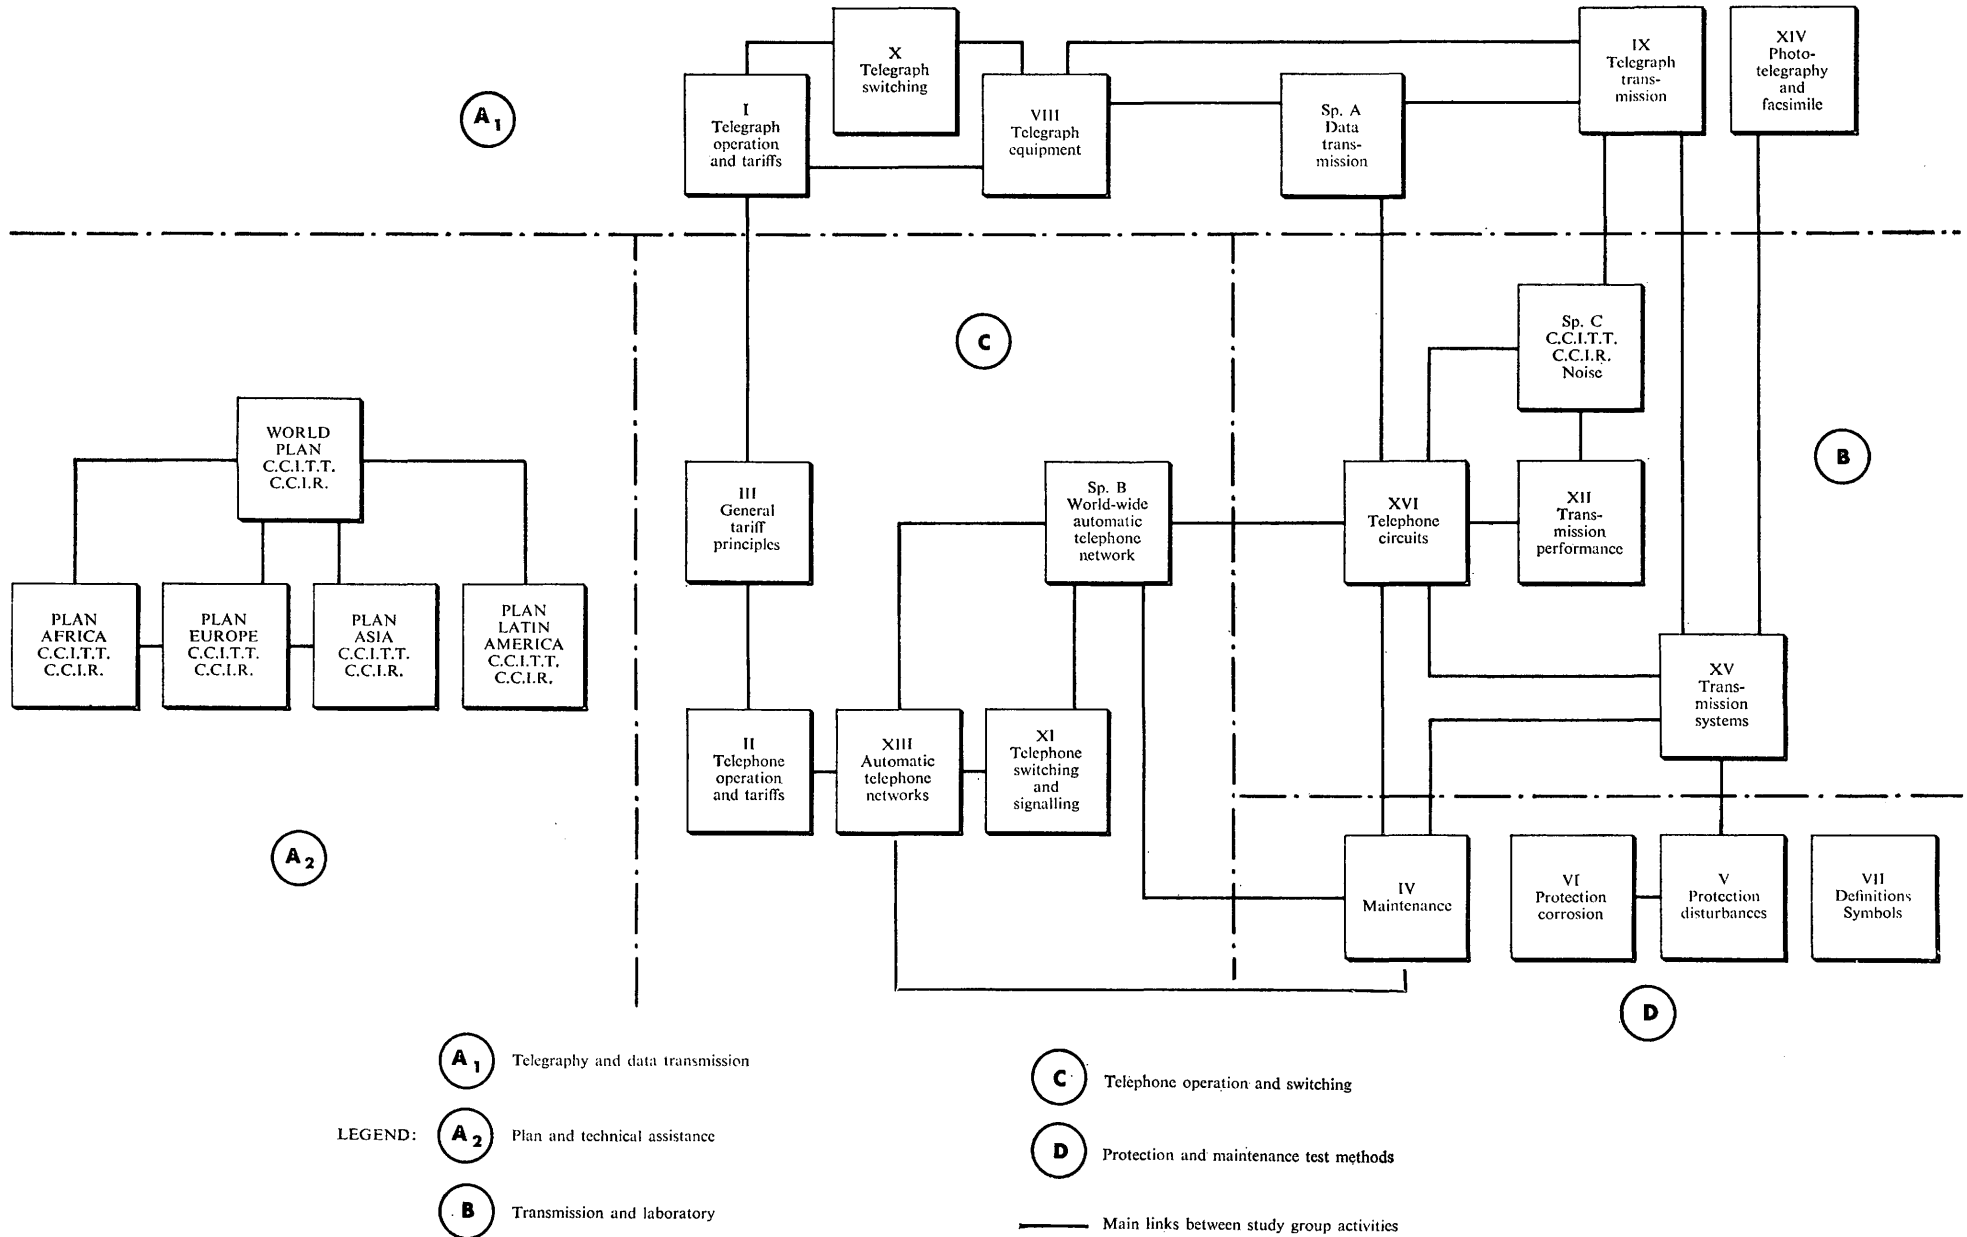 X
Telegraph
switching
IX
Telegraph
trans-
mission
XIV
Photo-
telegraphy
and
facsimile
I
Telegraph
operation
and tariffs
VIII
Telegraph
equipment
Sp. A
Data
trans-
mission
A1
Sp. C
C.C.I.T.T.
C.C.I.R.
Noise
C
WORLD
PLAN
C.C.I.T.T.
C.C.I.R.
B
III
General
tariff
principles
Sp. B
World-wide
automatic
telephone
network
XVI
Telephone
circuits
XII
Trans-
mission
performance
PLAN
AFRICA
C.C.I.T.T.
C.C.I.R.
PLAN
EUROPE
C.C.I.T.T.
C.C.I.R.
PLAN
ASIA
C.C.I.T.T.
C.C.I.R.
PLAN
LATIN
AMERICA
C.C.I.T.T.
C.C.I.R.
XV
Trans-
mission
systems
II
Telephone
operation
and tariffs
XIII
Automatic
telephone
networks
XI
Telephone
switching
and
signalling
A2
IV
Maintenance
VI
Protection
corrosion
V
Protection
disturbances
VII
Definitions
Symbols
D
LEGEND:
A1 Telegraphy and data transmission
A2 Plan and technical assistance
B Transmission and laboratory
C Telephone operation and switching
D Protection and maintenance test methods
Main links between study group activities